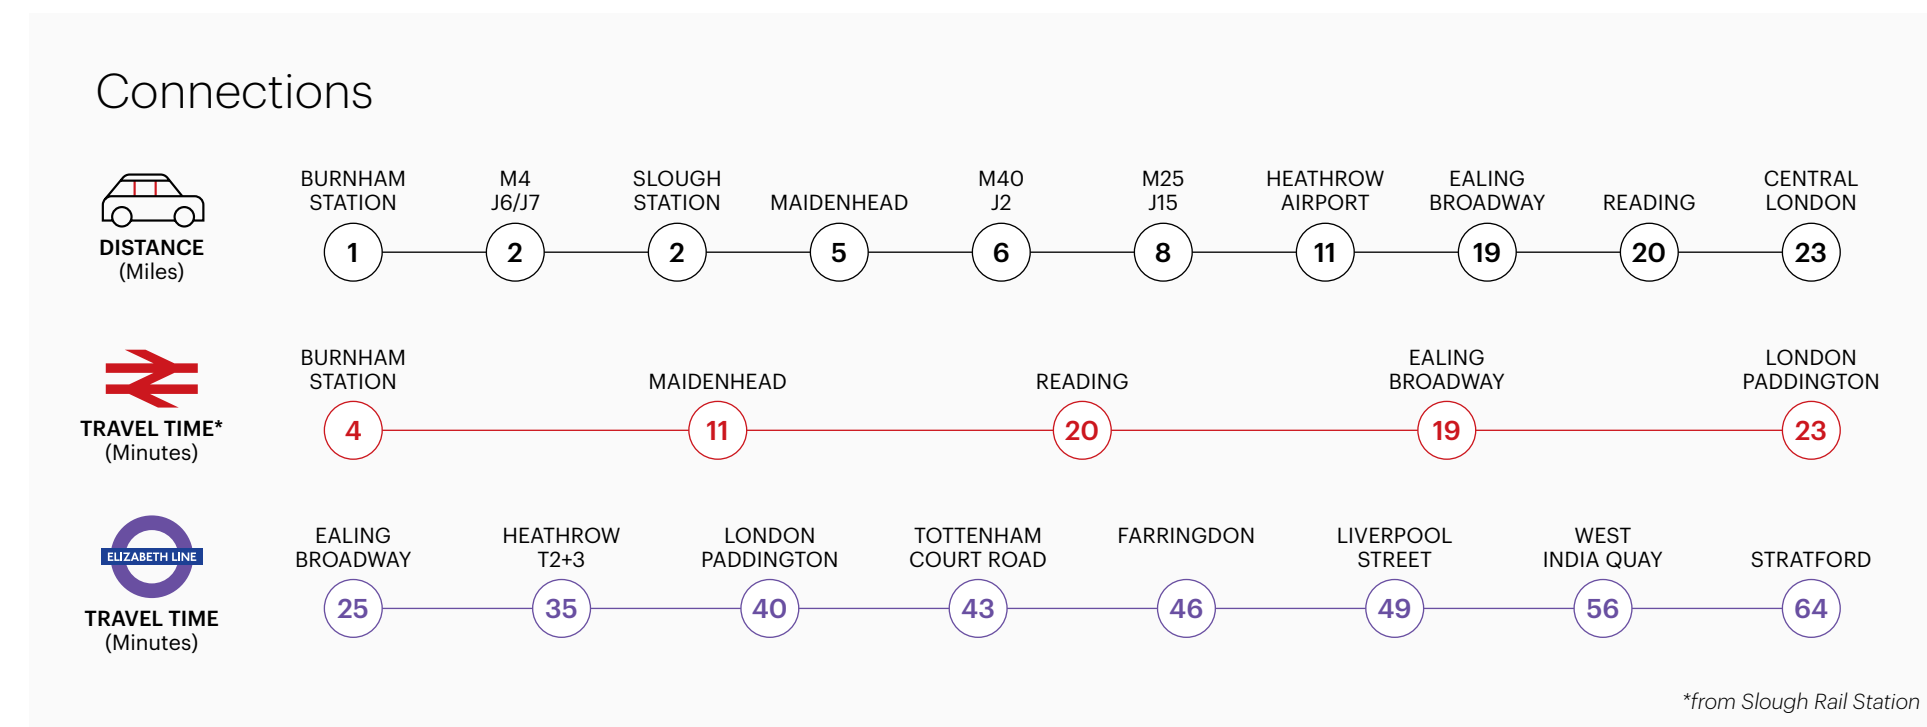 Connections
BURNHAM
STATION
M4
J6/J7
SLOUGH
STATION
MAIDENHEAD
M40
J2
M25
J15
HEATHROW
AIRPORT
EALING
BROADWAY
READING
CENTRAL
LONDON
DISTANCE
(Miles)
1 2 2 5 6 8 11 19 20 23
BURNHAM
STATION
MAIDENHEAD
READING
EALING
BROADWAY
LONDON
PADDINGTON
TRAVEL TIME*
(Minutes)
4 11 20 19 23
EALING
BROADWAY
HEATHROW
T2+3
LONDON
PADDINGTON
TOTTENHAM
COURT ROAD
FARRINGDON
LIVERPOOL
STREET
WEST
INDIA QUAY
STRATFORD
ELIZABETH LINE
TRAVEL TIME
(Minutes)
25 35 40 43 46 49 56 64
*from Slough Rail Station